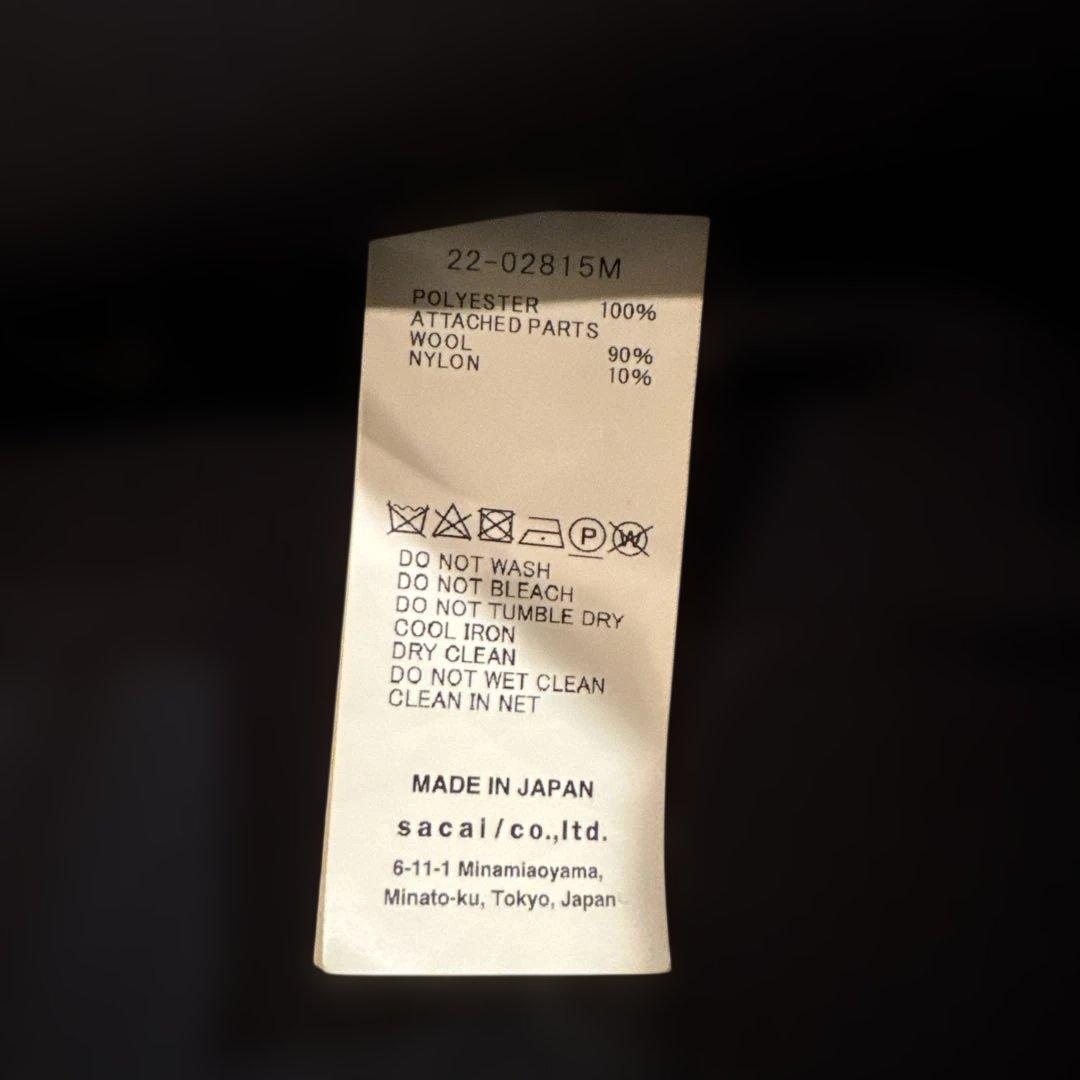 22-02815M
POLYESTER 100%
ATTACHED PARTS
WOOL 90%
NYLON 10%
P W
DO NOT WASH
DO NOT BLEACH
DO NOT TUMBLE DRY
COOL IRON
DRY CLEAN
DO NOT WET CLEAN
CLEAN IN NET
MADE IN JAPAN
sacai/co.,ltd.
6-11-1 Minamiaoyama,
Minato-ku, Tokyo, Japan